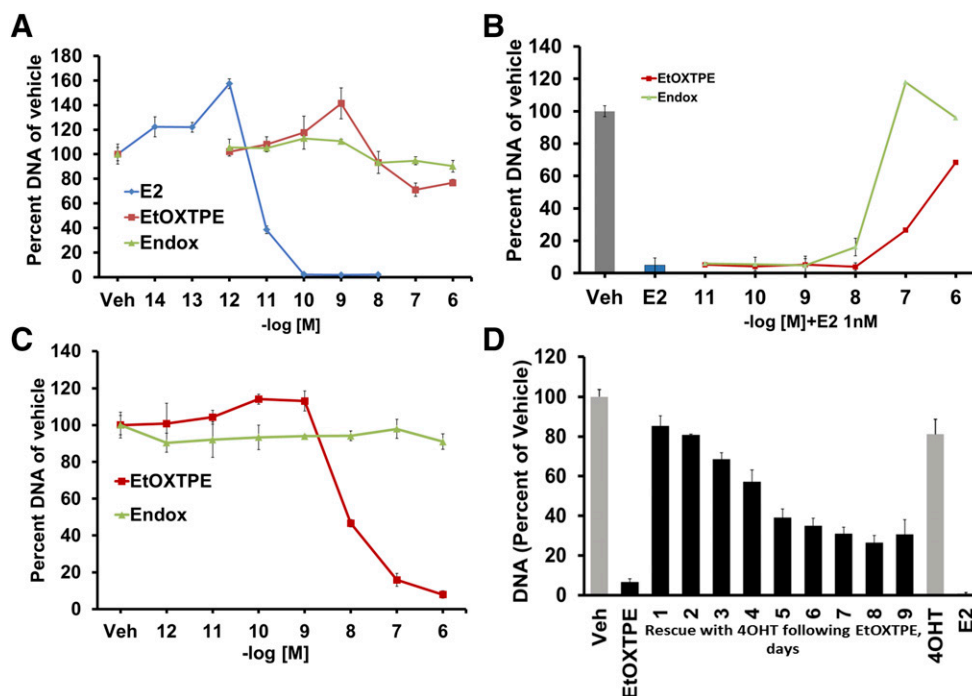 A
Percent DNA of vehicle
180
160
140
120
100
80
60
40
20
0
E2
EtOXTPE
Endox
Veh 14 13 12 11 10 9 8 7 6
-log [M]
B
Percent DNA of vehicle
140
120
100
80
60
40
20
0
EtOXTPE
Endox
Veh E2 11 10 9 8 7 6
-log [M]+E2 1nM
C
Percent DNA of vehicle
140
120
100
80
60
40
20
0
EtOXTPE
Endox
Veh 12 11 10 9 8 7 6
-log [M]
D
DNA (Percent of Vehicle)
120
100
80
60
40
20
0
Veh EtOXTPE 1 2 3 4 5 6 7 8 9 4OHT E2
Rescue with 4OHT following EtOXTPE,
days